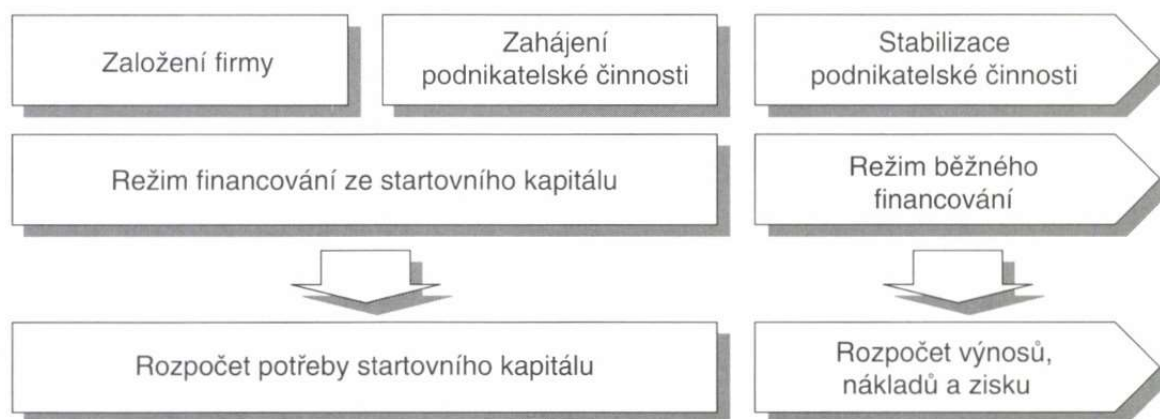 Založení firmy
Zahájení
podnikatelské činnosti
Stabilizace
podnikatelské činnosti
Režim financování ze startovního kapitálu
Režim běžného
financování
Rozpočet potřeby startovního kapitálu
Rozpočet výnosů,
nákladů a zisku